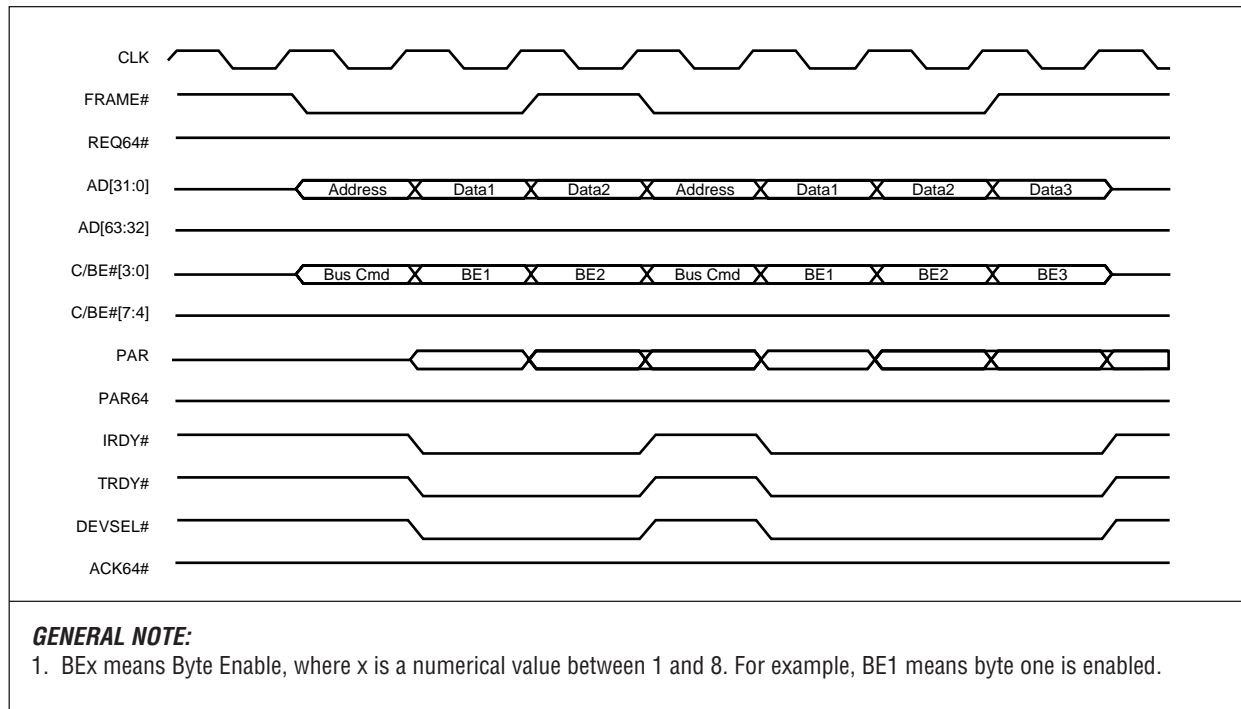 CLK
FRAME#
REQ64#
AD[31:0] Address Data1 Data2 Address Data1 Data2 Data3
AD[63:32]
C/BE#[3:0] Bus Cmd BE1 BE2 Bus Cmd BE1 BE2 BE3
C/BE#[7:4]
PAR
PAR64
IRDY#
TRDY#
DEVSEL#
ACK64#
GENERAL NOTE:
1. BEx means Byte Enable, where x is a numerical value between 1 and 8. For example, BE1 means byte one is enabled.